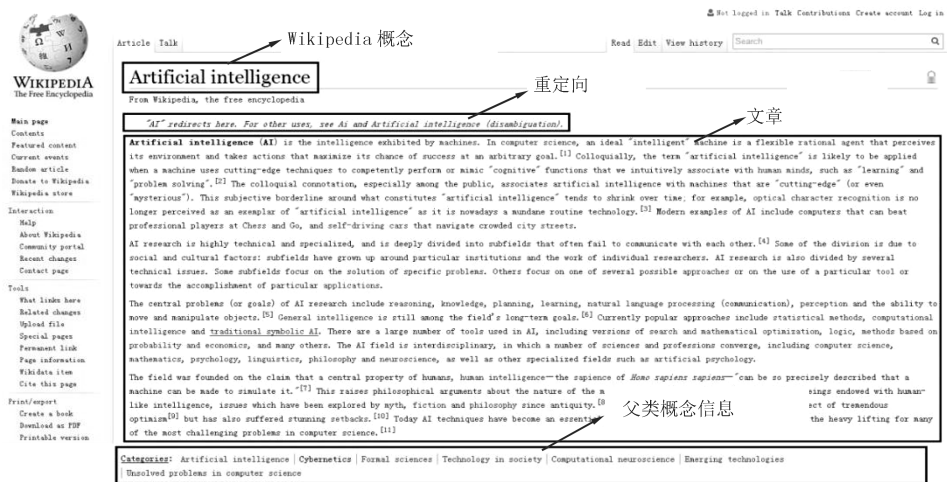 Not logged in Talk Contributions Create account Log in
WIKIPEDIA
The Free Encyclopedia
Article Talk
Wikipedia 概念
Read Edit View history
Search
Artificial intelligence
From Wikipedia, the free encyclopedia
重定向
"AI" redirects here. For other uses, see Ai and Artificial intelligence (disambiguation).
文章
Main page
Contents
Featured content
Current events
Random article
Donate to Wikipedia
Wikipedia store
Interaction
Help
About Wikipedia
Community portal
Recent changes
Contact page
Tools
What links here
Related changes
Upload file
Special pages
Permanent link
Page information
Wikidata item
Cite this page
Print/export
Create a book
Download as PDF
Printable version
Artificial intelligence (AI) is the intelligence exhibited by machines. In computer science, an ideal "intelligent" machine is a flexible rational agent that perceives
its environment and takes actions that maximize its chance of success at an arbitrary goal.[1] Colloquially, the term "artificial intelligence" is likely to be applied
when a machine uses cutting-edge techniques to competently perform or mimic "cognitive" functions that we intuitively associate with human minds, such as "learning" and
"problem solving".[2] The colloquial connotation, especially among the public, associates artificial intelligence with machines that are "cutting-edge" (or even
"mysterious"). This subjective borderline around what constitutes "artificial intelligence" tends to shrink over time, for example, optical character recognition is no
longer perceived as an exemplar of "artificial intelligence" as it is nowadays a mundane routine technology.[3] Modern examples of AI include computers that can beat
professional players at Chess and Go, and self-driving cars that navigate crowded city streets.
AI research is highly technical and specialized, and is deeply divided into subfields that often fail to communicate with each other.[4] Some of the division is due to
social and cultural factors: subfields have grown up around particular institutions and the work of individual researchers. AI research is also divided by several
technical issues. Some subfields focus on the solution of specific problems. Others focus on one of several possible approaches or on the use of a particular tool or
towards the accomplishment of particular applications.
The central problems (or goals) of AI research include reasoning, knowledge, planning, learning, natural language processing (communication), perception and the ability to
move and manipulate objects.[5] General intelligence is still among the field's long-term goals.[6] Currently popular approaches include statistical methods, computational
intelligence and traditional symbolic AI. There are a large number of tools used in AI, including versions of search and mathematical optimization, logic, methods based on
probability and economics, and many others. The AI field is interdisciplinary, in which a number of sciences and professions converge, including computer science,
mathematics, psychology, linguistics, philosophy and neuroscience, as well as other specialized fields such as artificial psychology.
The field was founded on the claim that a central property of humans, human intelligence—the sapience of Homo sapiens sapiens—"can be so precisely described that a
machine can be made to simulate it."[7] This raises philosophical arguments about the nature of the m ings endowed with human-
like intelligence, issues which have been explored by myth, fiction and philosophy since antiquity.[8 ect of tremendous
optimism[9] but has also suffered stunning setbacks.[10] Today AI techniques have become an essenti the heavy lifting for many
of the most challenging problems in computer science.[11]
父类概念信息
Categories: Artificial intelligence | Cybernetics | Formal sciences | Technology in society | Computational neuroscience | Emerging technologies
| Unsolved problems in computer science